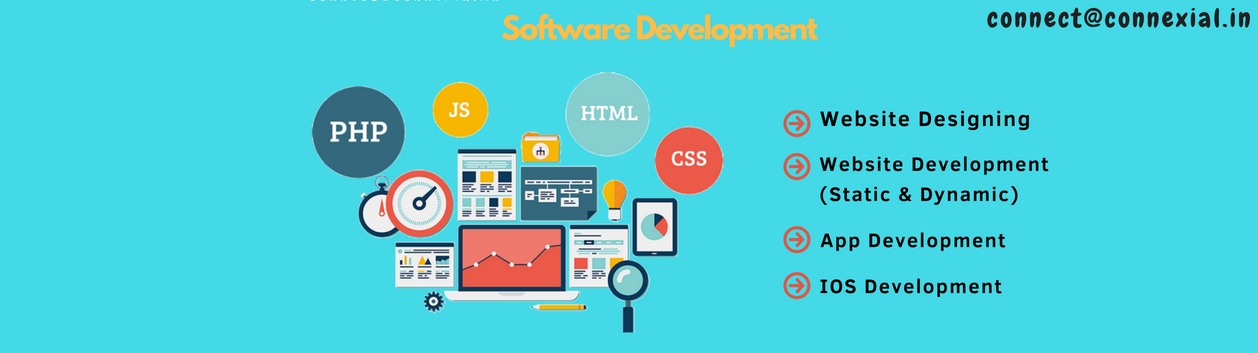 Software Development
connect@connexial.in
PHP
JS
HTML
CSS
Website Designing
Website Development
(Static & Dynamic)
App Development
IOS Development